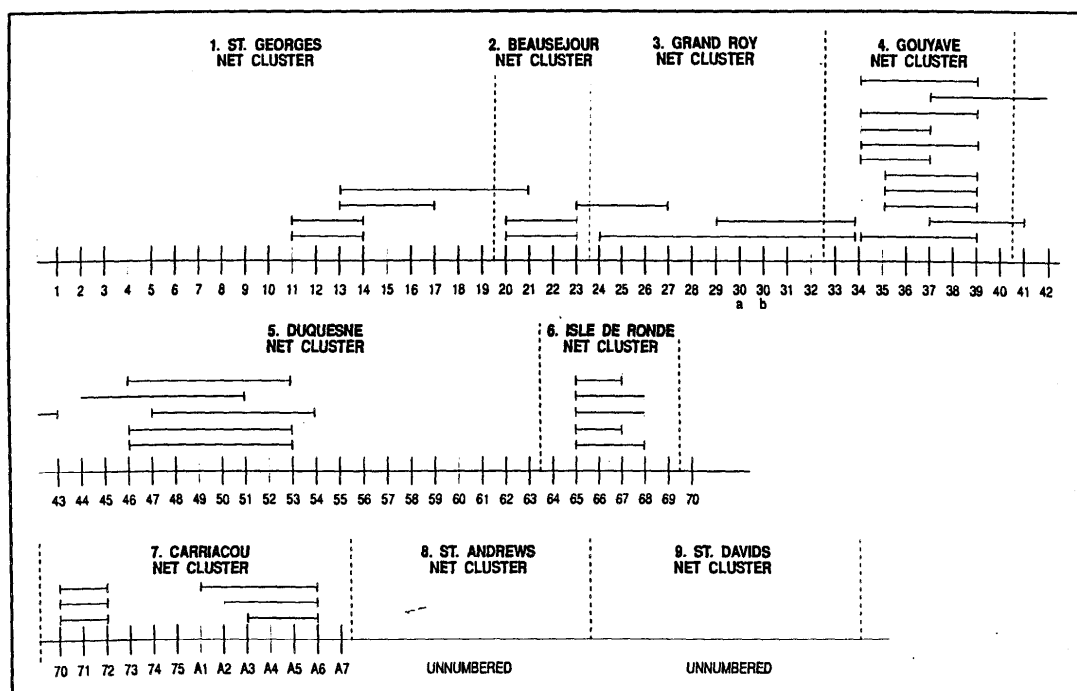 1. ST. GEORGES
NET CLUSTER
2. BEAUSEJOUR
NET CLUSTER
3. GRAND ROY
NET CLUSTER
4. GOUYAVE
NET CLUSTER
1 2 3 4 5 6 7 8 9 10 11 12 13 14 15 16 17 18 19 20 21 22 23 24 25 26 27 28 29 30 30 31 32 33 34 35 36 37 38 39 40 41 42
a b
5. DUQUESNE
NET CLUSTER
6. ISLE DE RONDE
NET CLUSTER
43 44 45 46 47 48 49 50 51 52 53 54 55 56 57 58 59 60 61 62 63 64 65 66 67 68 69 70
7. CARRIACOU
NET CLUSTER
8. ST. ANDREWS
NET CLUSTER
9. ST. DAVIDS
NET CLUSTER
70 71 72 73 74 75 A1 A2 A3 A4 A5 A6 A7 UNNUMBERED UNNUMBERED